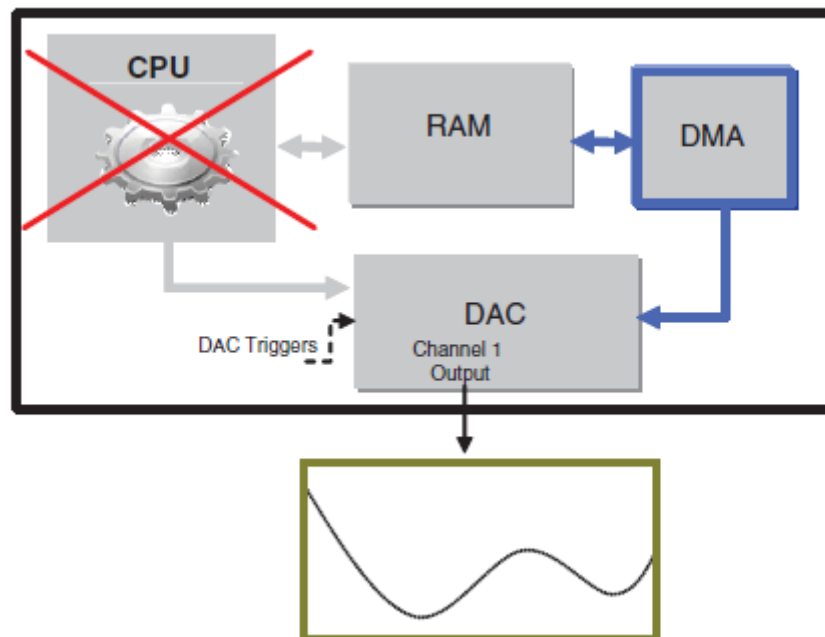 CPU
RAM
DMA
DAC
DAC Triggers
Channel 1
Output